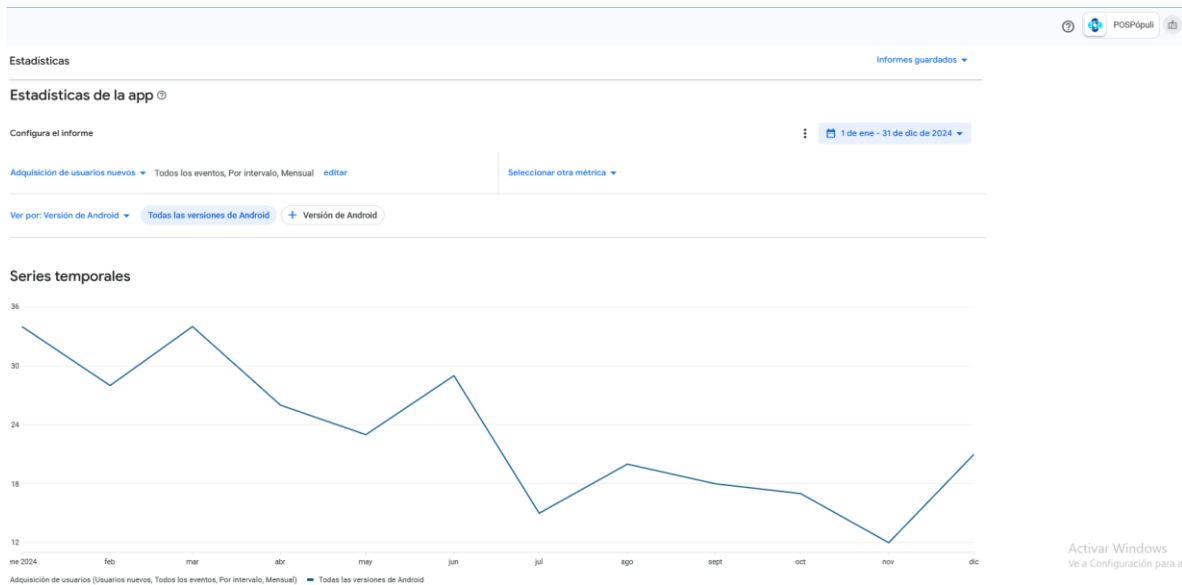 POSPópuli
Estadísticas
Informes guardados
Estadísticas de la app
Configura el informe
1 de ene - 31 de dic de 2024
Adquisición de usuarios nuevos Todos los eventos, Por intervalo, Mensual editar
Seleccionar otra métrica
Ver por: Versión de Android Todas las versiones de Android + Versión de Android
Series temporales
36
30
24
18
12
ene 2024 feb mar abr may jun jul ago sept oct nov dic
Adquisición de usuarios (Usuarios nuevos, Todos los eventos, Por intervalo, Mensual) Todas las versiones de Android
Activar Windows
Ve a Configuración para a